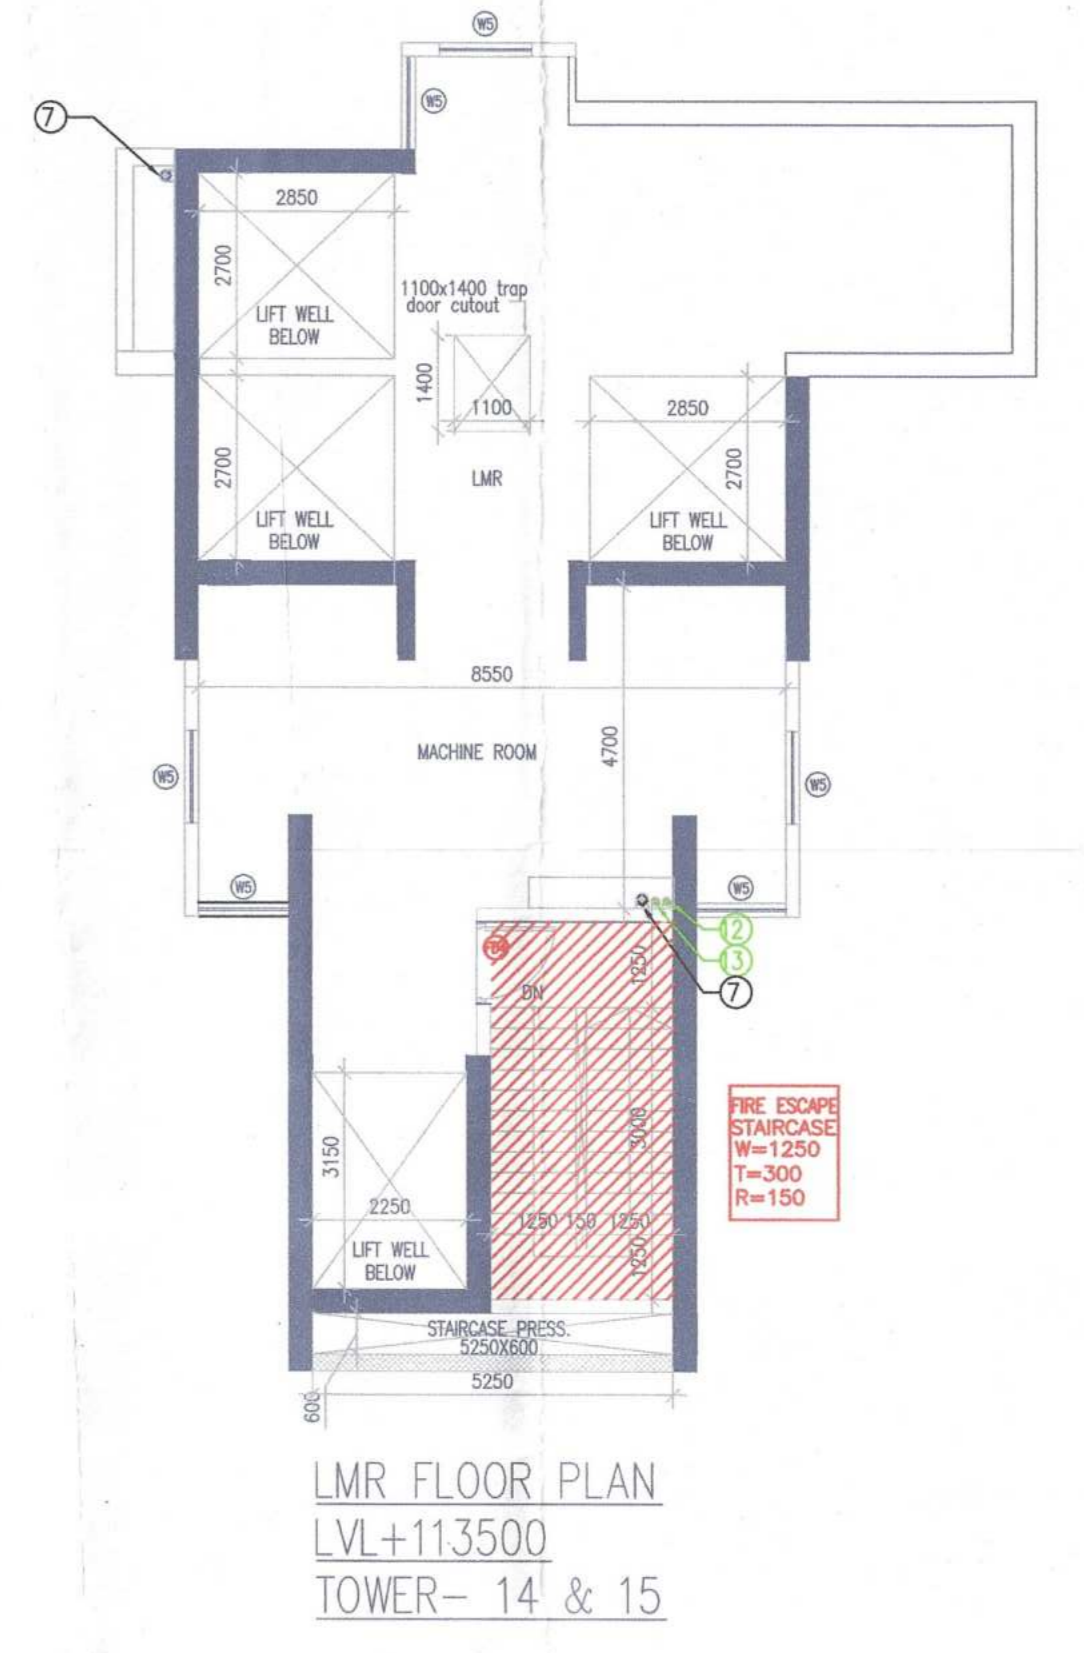 W5
W5
7
2850
2700
LIFT WELL
BELOW
1100x1400 trap
door cutout
1400
1100
2850
2700
LIFT WELL
BELOW
LMR
2700
LIFT WELL
BELOW
8550
4700
MACHINE ROOM
W5
W5
W5
W5
12
13
7
FD4
1250
DN
3000
FIRE ESCAPE
STAIRCASE
W=1250
T=300
R=150
3150
2250
LIFT WELL
BELOW
1250 150 1250
1250
STAIRCASE PRESS.
5250X600
5250
600
LMR FLOOR PLAN
LVL+113500
TOWER- 14 & 15